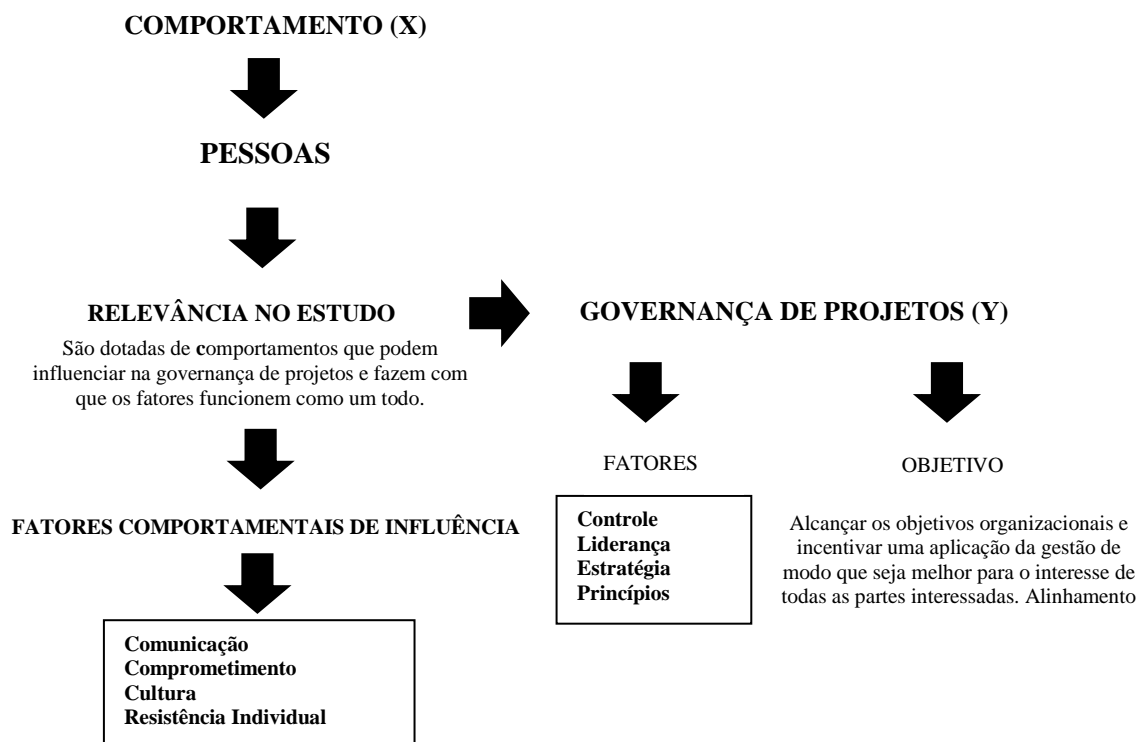 COMPORTAMENTO (X)
PESSOAS
RELEVÂNCIA NO ESTUDO
São dotadas de comportamentos que podem
influenciar na governança de projetos e fazem com
que os fatores funcionem como um todo.
FATORES COMPORTAMENTAIS DE INFLUÊNCIA
Comunicação
Comprometimento
Cultura
Resistência Individual
GOVERNANÇA DE PROJETOS (Y)
FATORES
Controle
Liderança
Estratégia
Princípios
OBJETIVO
Alcançar os objetivos organizacionais e
incentivar uma aplicação da gestão de
modo que seja melhor para o interesse de
todas as partes interessadas. Alinhamento